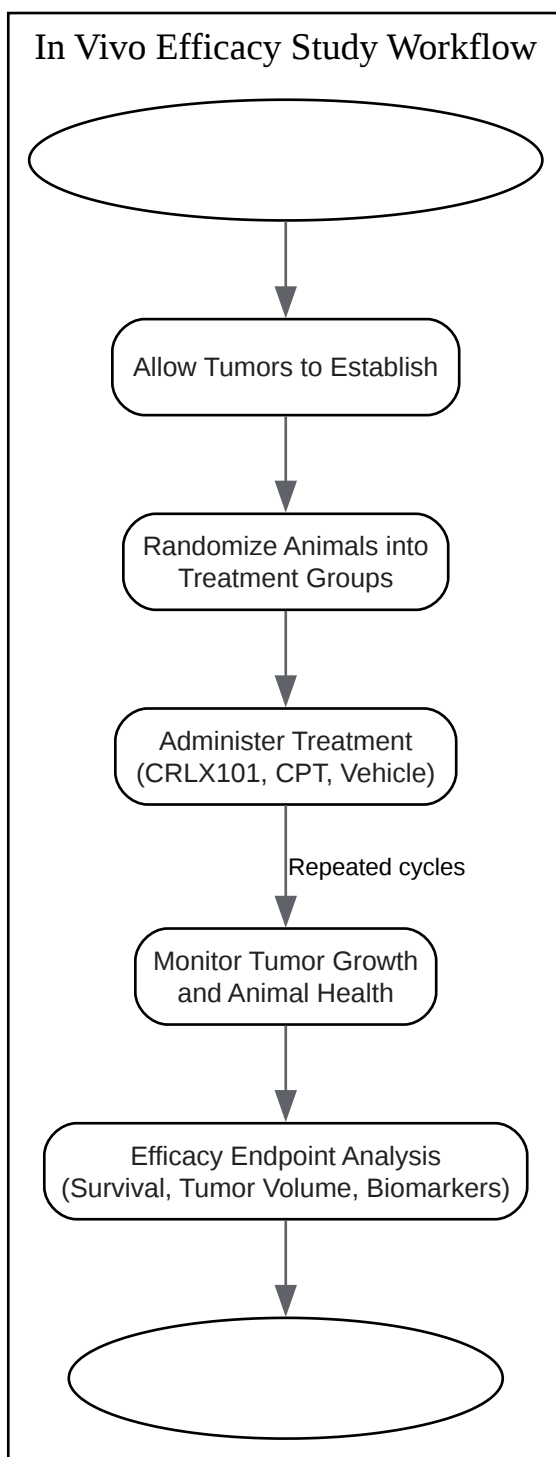 In Vivo Efficacy Study Workflow
Allow Tumors to Establish
Randomize Animals into
Treatment Groups
Administer Treatment
(CRLX101, CPT, Vehicle)
Repeated cycles
Monitor Tumor Growth
and Animal Health
Efficacy Endpoint Analysis
(Survival, Tumor Volume, Biomarkers)